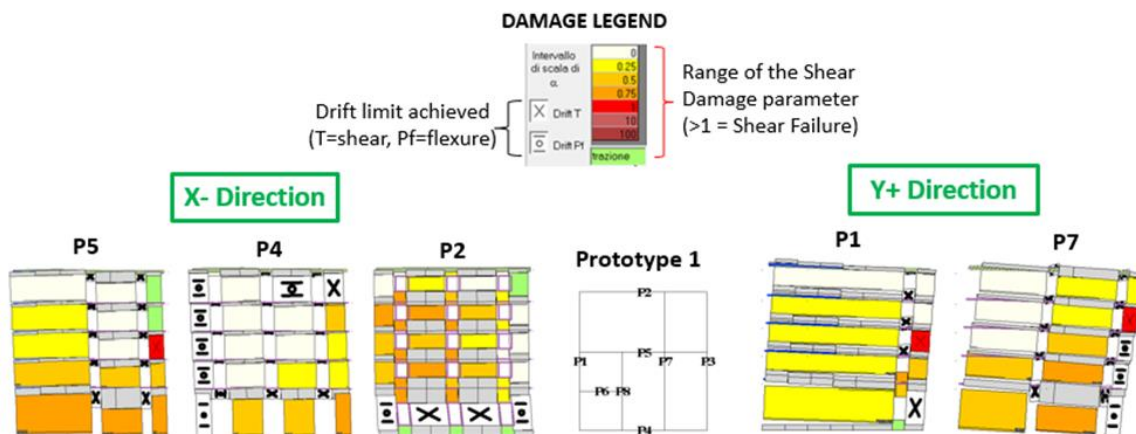 DAMAGE LEGEND
Intervallo
di scala di
α.
0
0.25
0.5
0.75
10
100
Drift T
Drift Pf
trazione
Drift limit achieved
(T=shear, Pf=flexure)
Range of the Shear
Damage parameter
(>1 = Shear Failure)
X- Direction
Y+ Direction
P5
P4
P2
Prototype 1
P1
P7
P2
P5
P1
P7
P3
P6
P8
P4